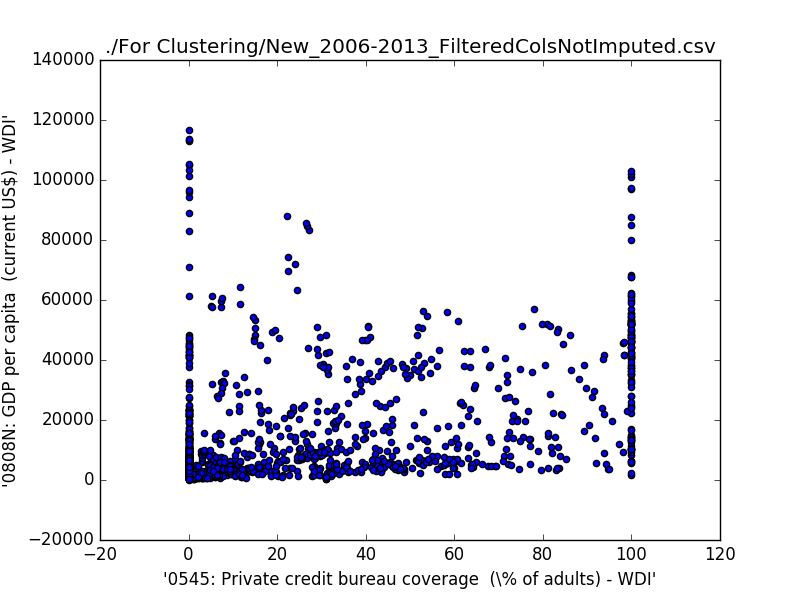 ./For Clustering/New_2006-2013_FilteredColsNotImputed.csv
140000
120000
100000
80000
60000
40000
20000
0
−20000
'0808N: GDP per capita  (current US$) - WDI'
−20 0 20 40 60 80 100 120
'0545: Private credit bureau coverage  (\% of adults) - WDI'